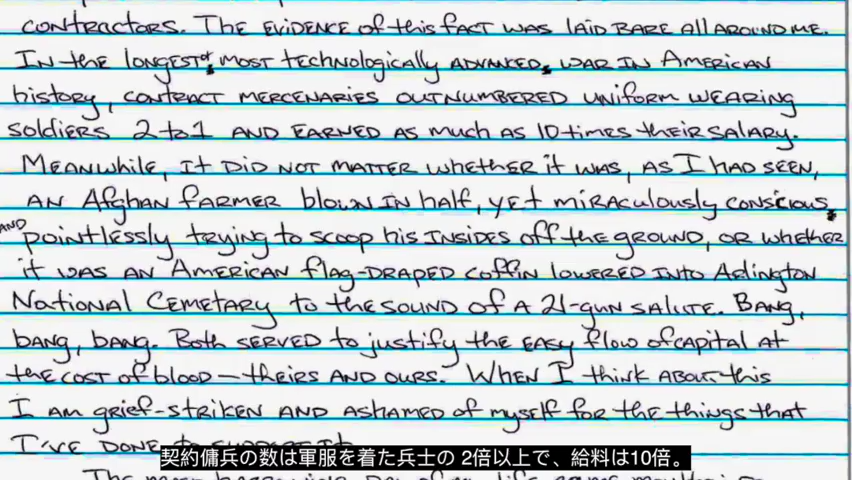 contractors. The evidence of this fact was laid bare all around me.
In the longest, most technologically advanced, war in American
history, contract mercenaries outnumbered uniform wearing
soldiers 2 to 1 and earned as much as 10 times their salary.
Meanwhile, it did not matter whether it was, as I had seen,
an Afghan farmer blown in half, yet miraculously conscious,
and pointlessly trying to scoop his insides off the ground, or whether
it was an American flag-draped coffin lowered into Arlington
National Cemetary to the sound of a 21-gun salute. Bang,
bang, bang. Both served to justify the easy flow of capital at
the cost of blood—theirs and ours. When I think about this
I am grief-striken and ashamed of myself for the things that
I've done to support it.
契約傭兵の数は軍服を着た兵士の 2倍以上で、給料は10倍。
The most